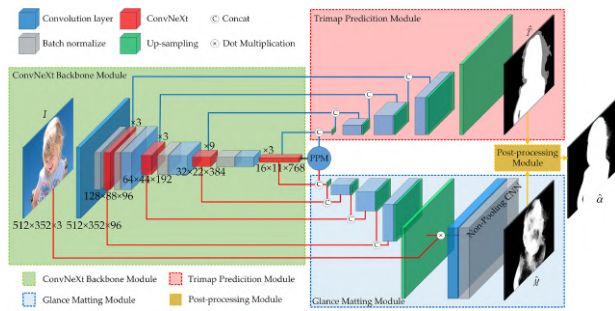 Convolution layer
ConvNeXt
© Concat
Batch normalize
Up-sampling
Dot Multiplication
Trimap Predicition Module
ConvNeXt Backbone Module
I
×3
×3
×9
×3
128×88×96
64×44×192
32×22×384
16×11×768
512×352×3
512×352×96
C
C
C
C
PPM
C
C
C
C
Non-Pooling CNN
Post-processing
Module
α̂
Glance Matting Module
ConvNeXt Backbone Module
Trimap Predicition Module
Glance Matting Module
Post-processing Module